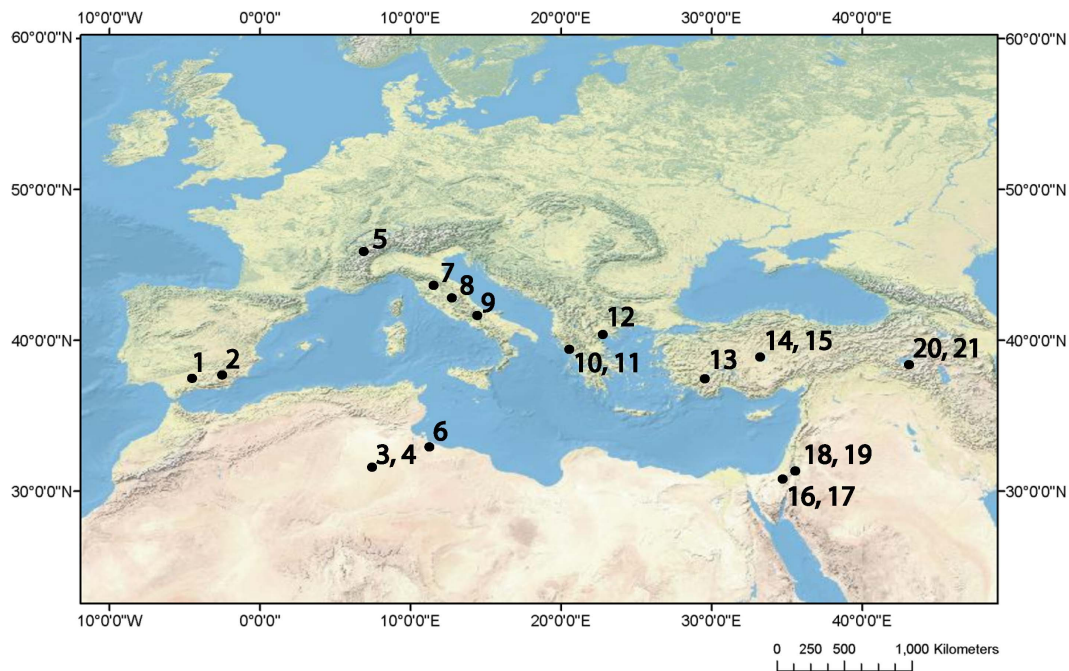 10°0'0"W 0°0'0" 10°0'0"E 20°0'0"E 30°0'0"E 40°0'0"E
60°0'0"N 60°0'0"N
50°0'0"N 50°0'0"N
5
7
8
9
12
40°0'0"N 14, 15 40°0'0"N
1 2 10, 11 13 20, 21
6
3, 4 18, 19
30°0'0"N 16, 17 30°0'0"N
10°0'0"W 0°0'0" 10°0'0"E 20°0'0"E 30°0'0"E 40°0'0"E
0 250 500 1,000 Kilometers